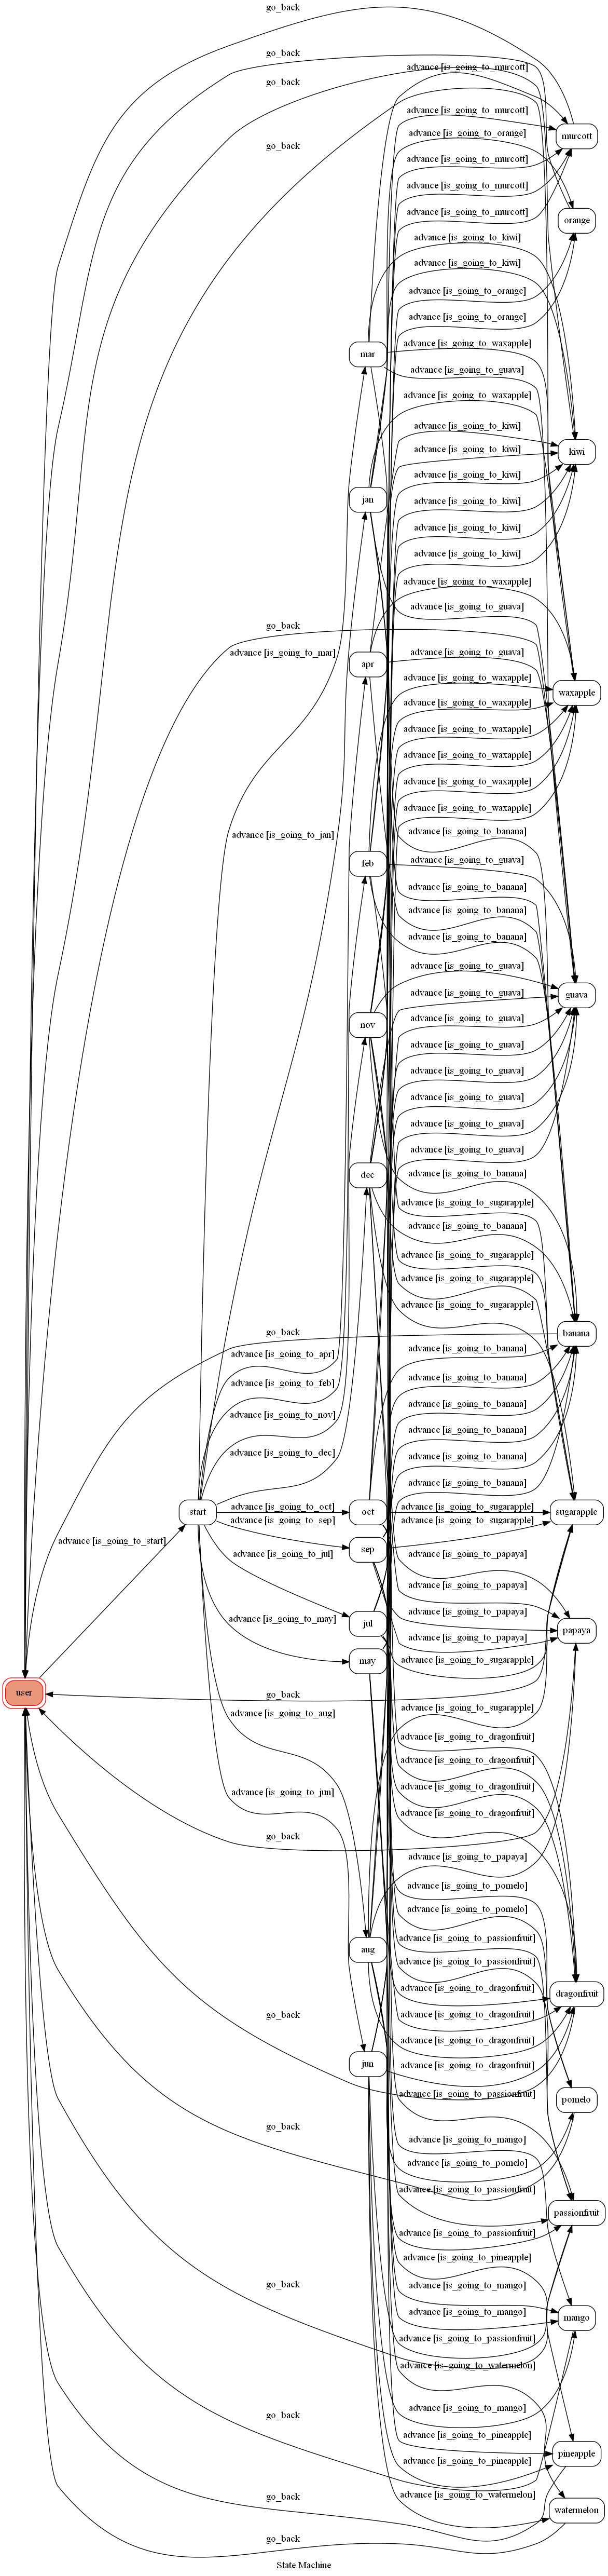 go_back
go_back
advance [is_going_to_murcott]
go_back
advance [is_going_to_murcott]
advance [is_going_to_orange]
murcott
go_back
advance [is_going_to_murcott]
advance [is_going_to_murcott]
advance [is_going_to_murcott]
orange
advance [is_going_to_kiwi]
advance [is_going_to_kiwi]
advance [is_going_to_orange]
advance [is_going_to_orange]
advance [is_going_to_waxapple]
mar
advance [is_going_to_guava]
advance [is_going_to_waxapple]
advance [is_going_to_kiwi]
advance [is_going_to_kiwi]
kiwi
advance [is_going_to_kiwi]
jan
advance [is_going_to_kiwi]
advance [is_going_to_kiwi]
advance [is_going_to_kiwi]
advance [is_going_to_waxapple]
advance [is_going_to_guava]
go_back
advance [is_going_to_mar]
advance [is_going_to_guava]
apr
advance [is_going_to_waxapple]
waxapple
advance [is_going_to_waxapple]
advance [is_going_to_waxapple]
advance [is_going_to_waxapple]
advance [is_going_to_waxapple]
advance [is_going_to_waxapple]
advance [is_going_to_banana]
advance [is_going_to_jan]
advance [is_going_to_guava]
feb
advance [is_going_to_banana]
advance [is_going_to_banana]
advance [is_going_to_banana]
advance [is_going_to_guava]
advance [is_going_to_guava]
guava
advance [is_going_to_guava]
nov
advance [is_going_to_guava]
advance [is_going_to_guava]
advance [is_going_to_guava]
advance [is_going_to_guava]
advance [is_going_to_guava]
advance [is_going_to_banana]
dec
advance [is_going_to_sugarapple]
advance [is_going_to_banana]
advance [is_going_to_sugarapple]
advance [is_going_to_sugarapple]
advance [is_going_to_sugarapple]
go_back
banana
advance [is_going_to_banana]
advance [is_going_to_apr]
advance [is_going_to_banana]
advance [is_going_to_feb]
advance [is_going_to_banana]
advance [is_going_to_nov]
advance [is_going_to_banana]
advance [is_going_to_dec]
advance [is_going_to_banana]
advance [is_going_to_banana]
advance [is_going_to_oct]
advance [is_going_to_sugarapple]
start
oct
sugarapple
advance [is_going_to_sep]
advance [is_going_to_sugarapple]
advance [is_going_to_start]
sep
advance [is_going_to_jul]
advance [is_going_to_papaya]
advance [is_going_to_papaya]
advance [is_going_to_may]
advance [is_going_to_papaya]
jul
papaya
advance [is_going_to_papaya]
may
advance [is_going_to_sugarapple]
user
go_back
advance [is_going_to_aug]
advance [is_going_to_sugarapple]
advance [is_going_to_dragonfruit]
advance [is_going_to_dragonfruit]
advance [is_going_to_dragonfruit]
advance [is_going_to_jun]
advance [is_going_to_dragonfruit]
go_back
advance [is_going_to_papaya]
advance [is_going_to_pomelo]
advance [is_going_to_pomelo]
advance [is_going_to_passionfruit]
aug
advance [is_going_to_passionfruit]
advance [is_going_to_dragonfruit]
dragonfruit
go_back
advance [is_going_to_dragonfruit]
advance [is_going_to_dragonfruit]
jun
advance [is_going_to_dragonfruit]
advance [is_going_to_passionfruit]
pomelo
go_back
advance [is_going_to_mango]
advance [is_going_to_pomelo]
advance [is_going_to_passionfruit]
passionfruit
advance [is_going_to_passionfruit]
advance [is_going_to_pineapple]
go_back
advance [is_going_to_mango]
advance [is_going_to_mango]
mango
advance [is_going_to_passionfruit]
advance [is_going_to_watermelon]
advance [is_going_to_mango]
go_back
advance [is_going_to_pineapple]
pineapple
advance [is_going_to_pineapple]
advance [is_going_to_watermelon]
go_back
watermelon
go_back
State Machine